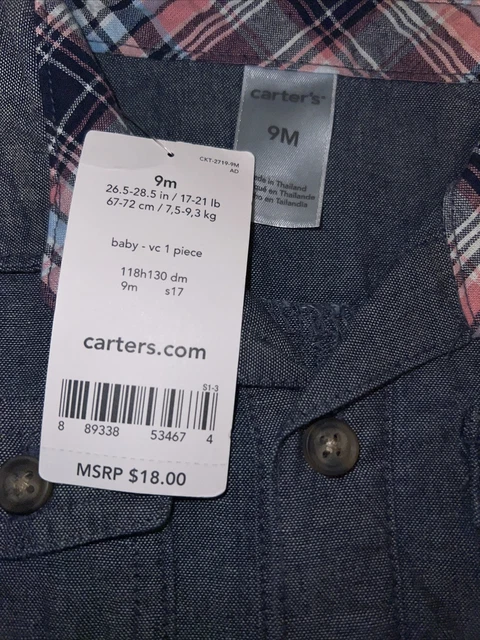 CKT-2719-9M
AD
9m
26.5-28.5 in / 17-21 lb
67-72 cm / 7,5-9,3 kg
baby - vc 1 piece
118h130 dm
9m s17
carters.com
S1-3
8 89338 53467 4
MSRP $18.00
carter's
9M
de in Thailand
qué en Thaïlande
ho en Tailandia